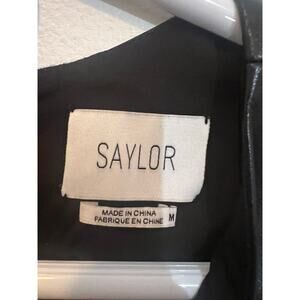 SAYLOR
MADE IN CHINA
FABRIQUE EN CHINE
M